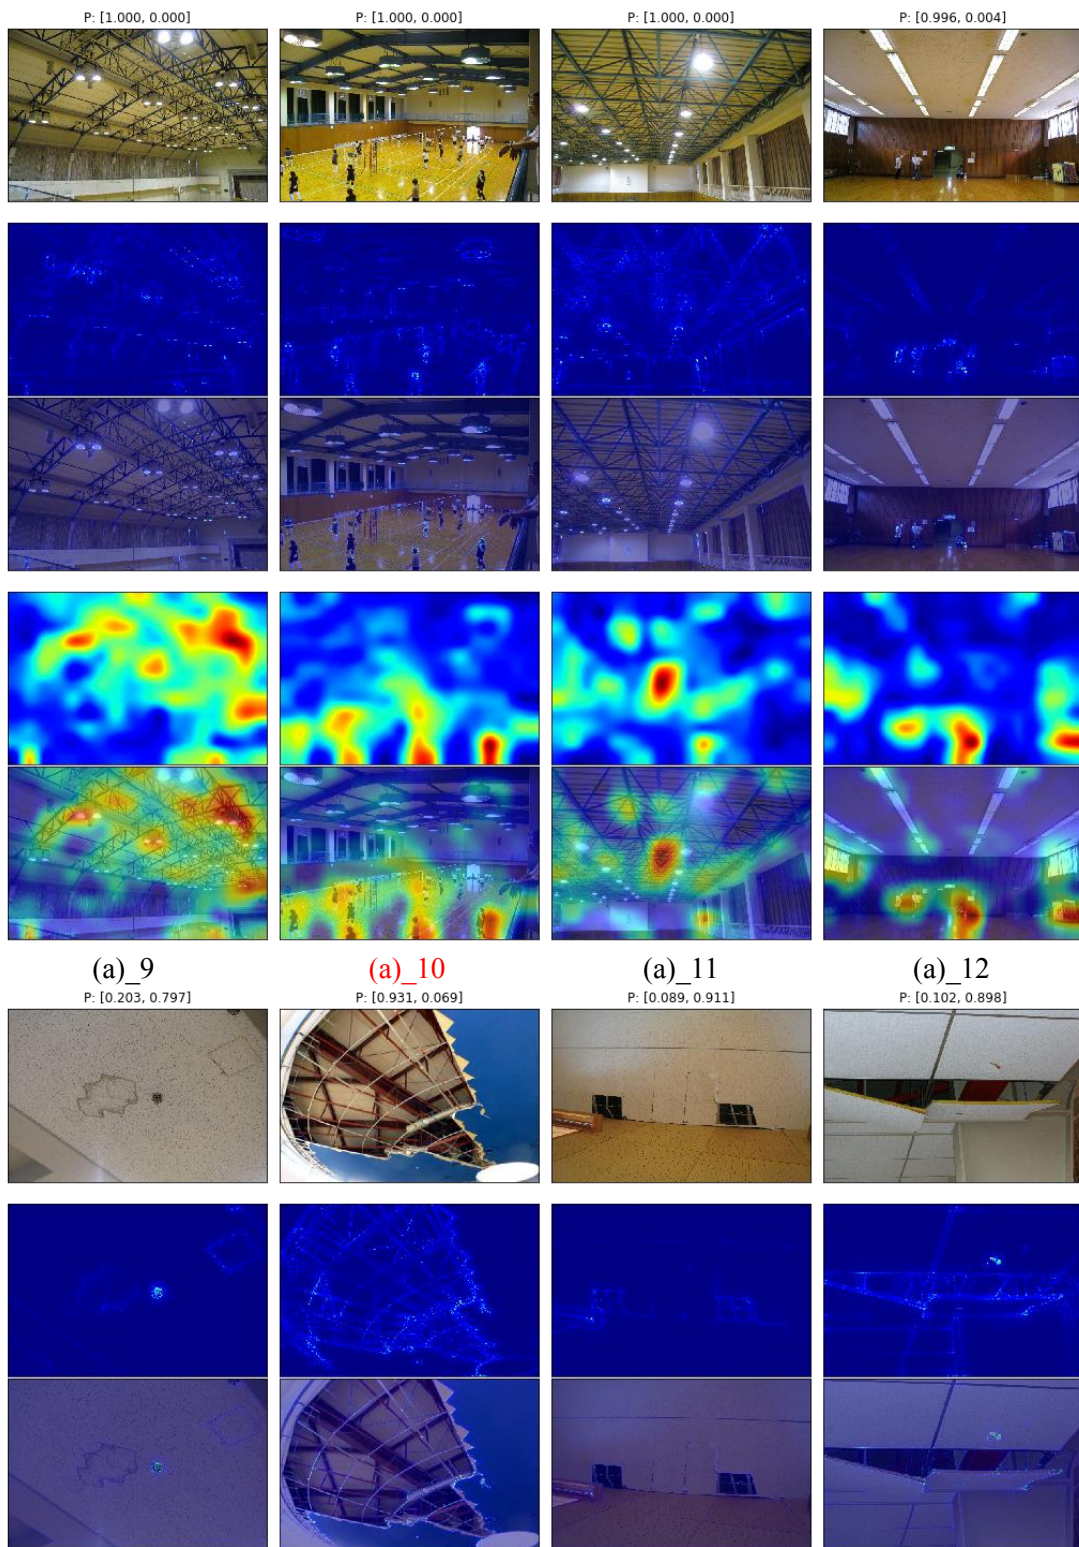 P: [1.000, 0.000] P: [1.000, 0.000] P: [1.000, 0.000] P: [0.996, 0.004]
(a)_9 (a)_10 (a)_11 (a)_12
P: [0.203, 0.797] P: [0.931, 0.069] P: [0.089, 0.911] P: [0.102, 0.898]